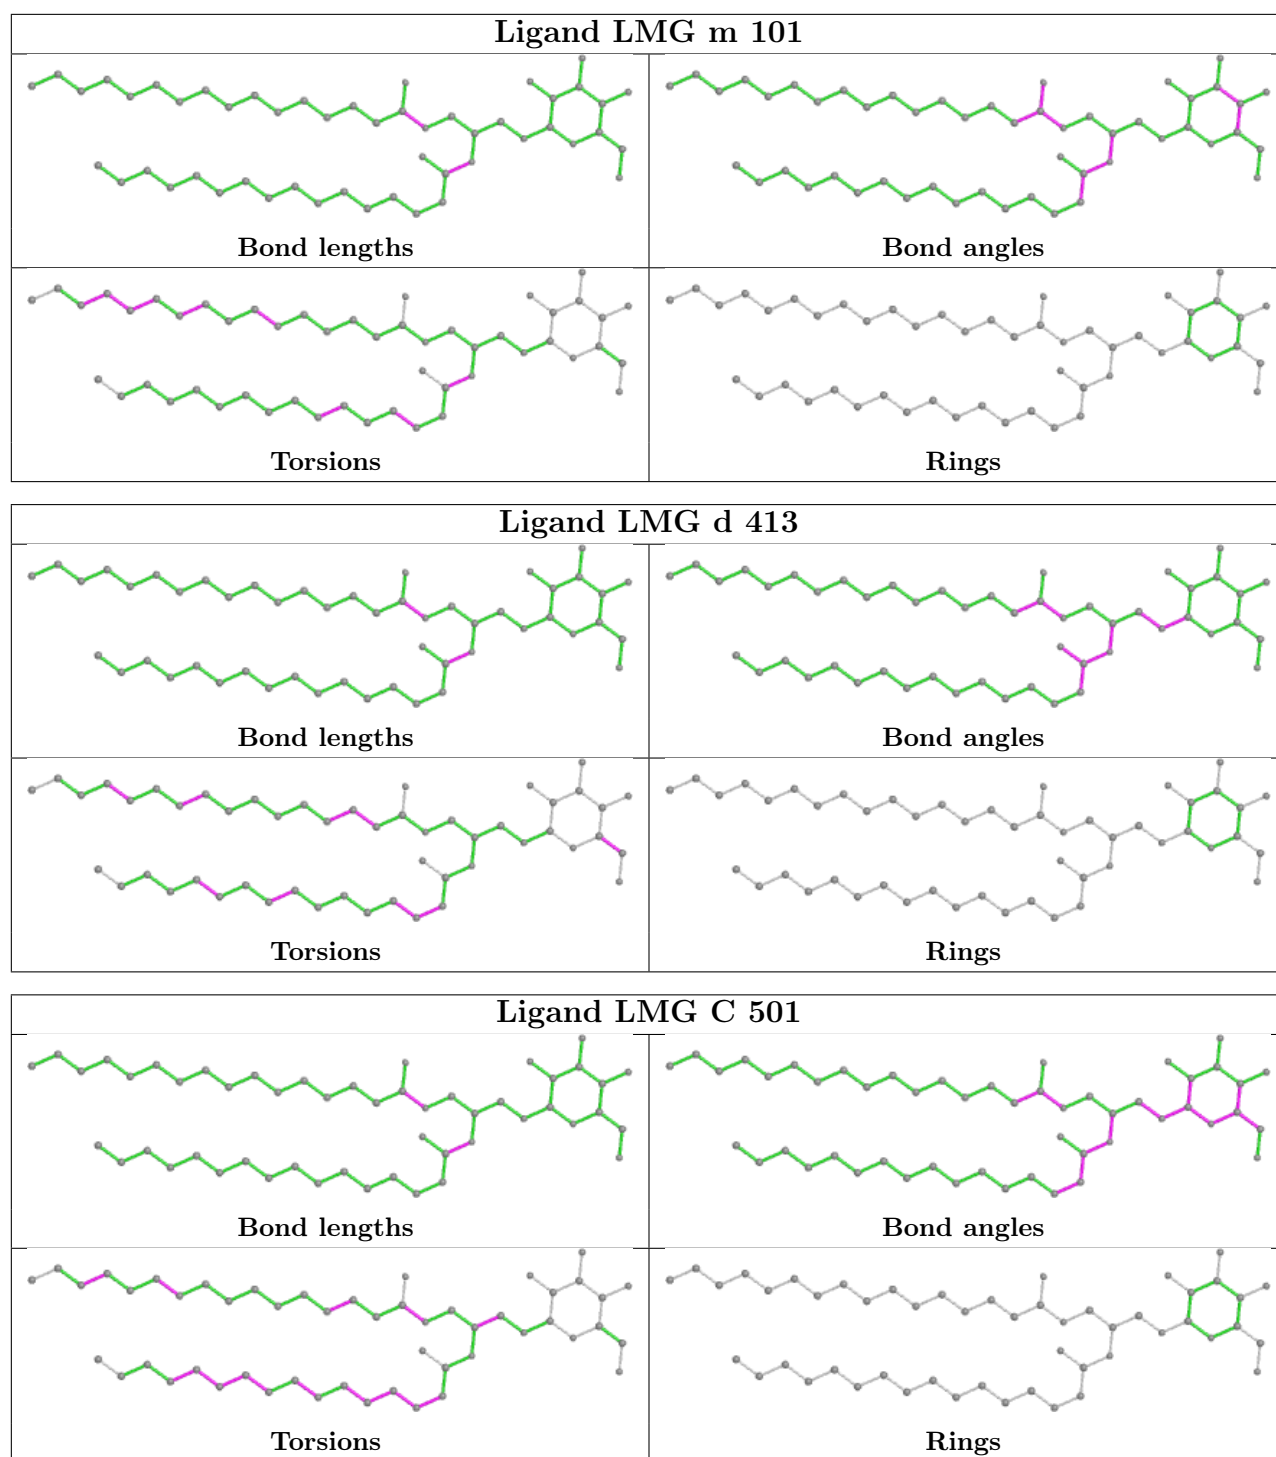 Ligand LMG m 101
Bond lengths Bond angles
Torsions Rings
Ligand LMG d 413
Bond lengths Bond angles
Torsions Rings
Ligand LMG C 501
Bond lengths Bond angles
Torsions Rings